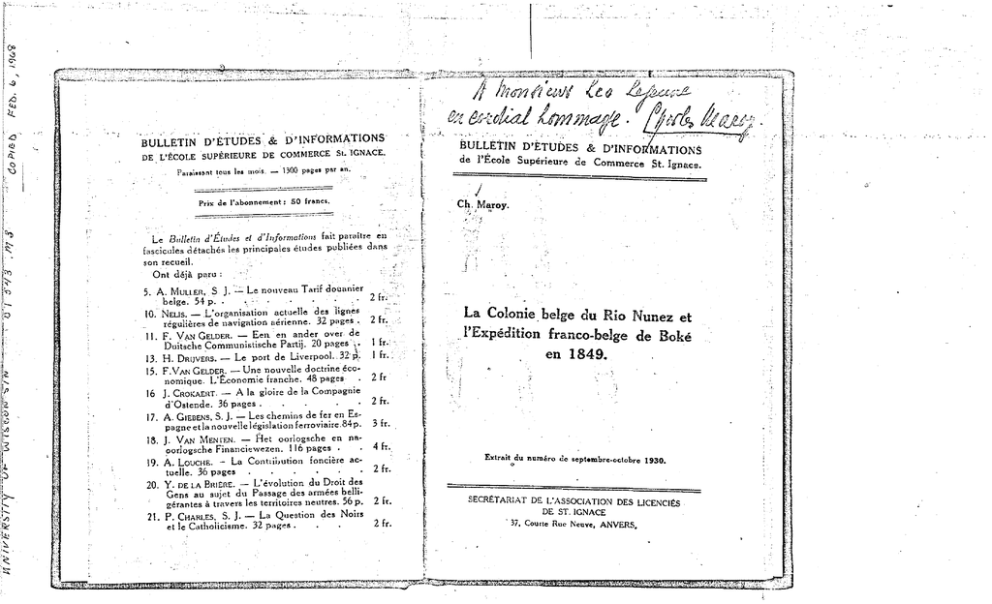 UNIVERSITY OF WISCONSIN DT 543 .M3 COPIED FEB. 6, 1968
BULLETIN D'ÉTUDES & D'INFORMATIONS
DE L'ÉCOLE SUPÉRIEURE DE COMMERCE St. IGNACE.
Paraissant tous les mois. — 1300 pages par an.
Prix de l'abonnement : 50 francs.
Le Bulletin d'Études et d'Informations fait paraître en
fascicules détachés les principales études publiées dans
son recueil.
Ont déjà paru :
5. A. MULLER, S J. — Le nouveau Tarif douanier
belge. 54 p. . . . . . . . . 2 fr.
10. NELIS. — L'organisation actuelle des lignes
régulières de navigation aérienne. 32 pages . 2 fr.
11. F. VAN GELDER. — Een en ander over de
Duitsche Communistische Partij. 20 pages . . 1 fr.
13. H. DRIJVERS. — Le port de Liverpool. 32 p. 1 fr.
15. F. VAN GELDER. — Une nouvelle doctrine éco-
nomique. L'Économie franche. 48 pages . 2 fr
16 J. CROKAERT. — A la gloire de la Compagnie
d'Ostende. 36 pages . . . . . . 2 fr.
17. A. GIEBENS, S. J. — Les chemins de fer en Es-
pagne et la nouvelle législation ferroviaire. 84 p. 3 fr.
18. J. VAN MENTEN. — Het oorlogsche en na-
oorlogsche Financiewezen. 116 pages . . 4 fr.
19. A. LOUCHE. - La Contribution foncière ac-
tuelle. 36 pages . . . . . . 2 fr.
20. Y. DE LA BRIERE. — L'évolution du Droit des
Gens au sujet du Passage des armées belli-
gérantes à travers les territoires neutres. 56 p. 2 fr.
21. P. CHARLES, S. J. — La Question des Noirs
et le Catholicisme. 32 pages . . . 2 fr.
A Monsieur Leo Lejeune
en cordial hommage. Charles Maroy.
BULLETIN D'ÉTUDES & D'INFORMATIONS
de l'École Supérieure de Commerce St. Ignace.
Ch. Maroy.
La Colonie belge du Rio Nunez et
l'Expédition franco-belge de Boké
en 1849.
Extrait du numéro de septembre-octobre 1930.
SECRÉTARIAT DE L'ASSOCIATION DES LICENCIÉS
DE ST. IGNACE
37, Courte Rue Neuve, ANVERS,